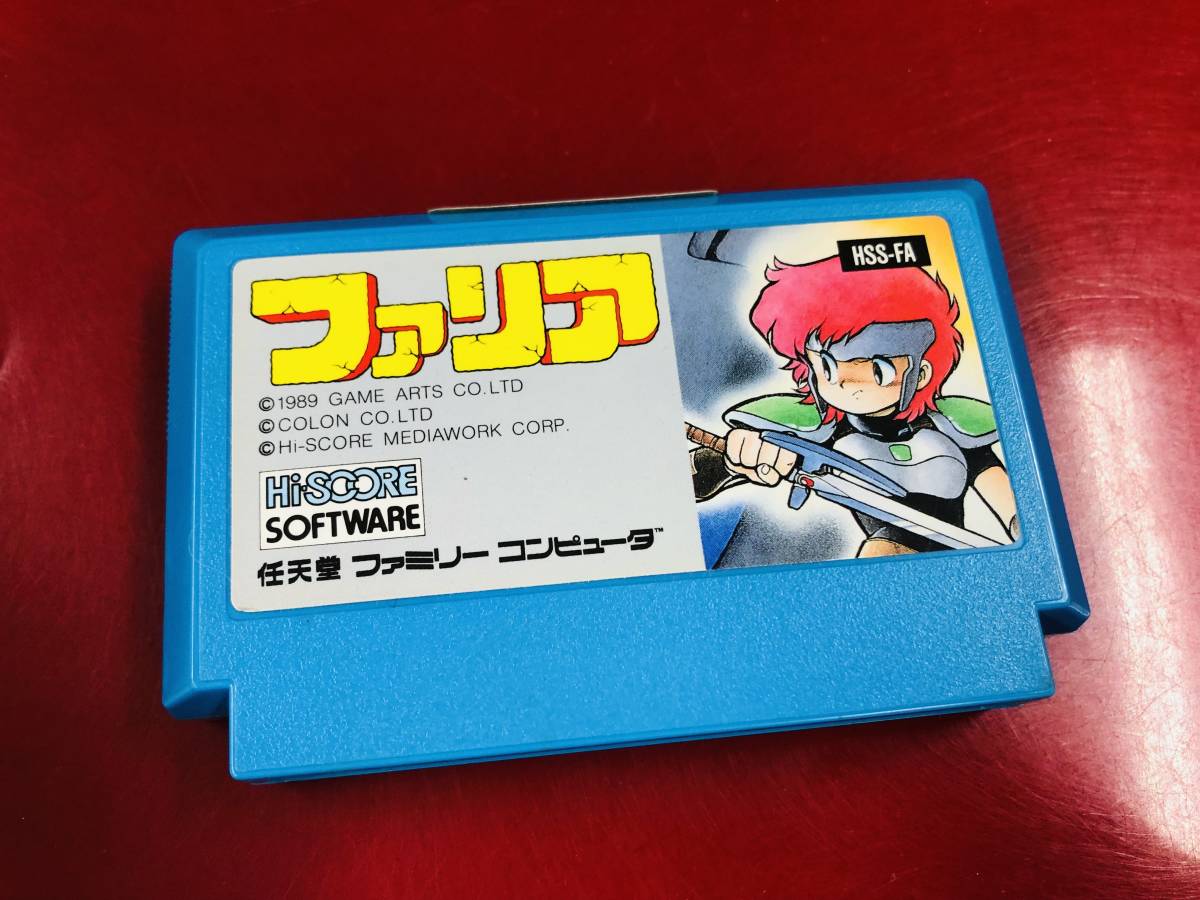 ファリア
HSS-FA
©1989 GAME ARTS CO.LTD
©COLON CO.LTD
©Hi-SCORE MEDIAWORK CORP.
Hi-SCORE
SOFTWARE
任天堂 ファミリー コンピュータ™